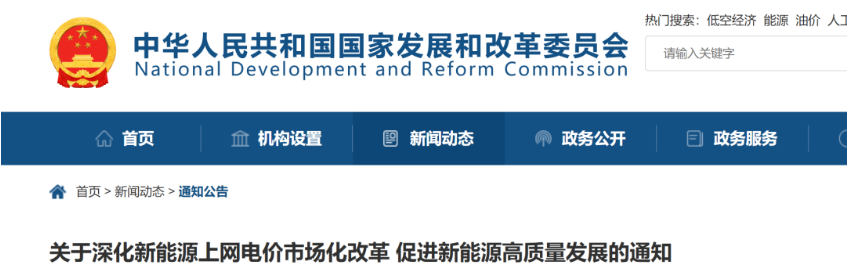 热门搜索: 低空经济 能源 油价 人工
中华人民共和国国家发展和改革委员会
National Development and Reform Commission
请输入关键字
首页 机构设置 新闻动态 政务公开 政务服务
首页 > 新闻动态 > 通知公告
关于深化新能源上网电价市场化改革 促进新能源高质量发展的通知